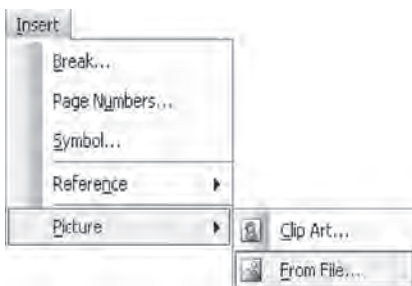 Insert
Break...
Page Numbers...
Symbol...
Reference
Picture
Clip Art...
From File...